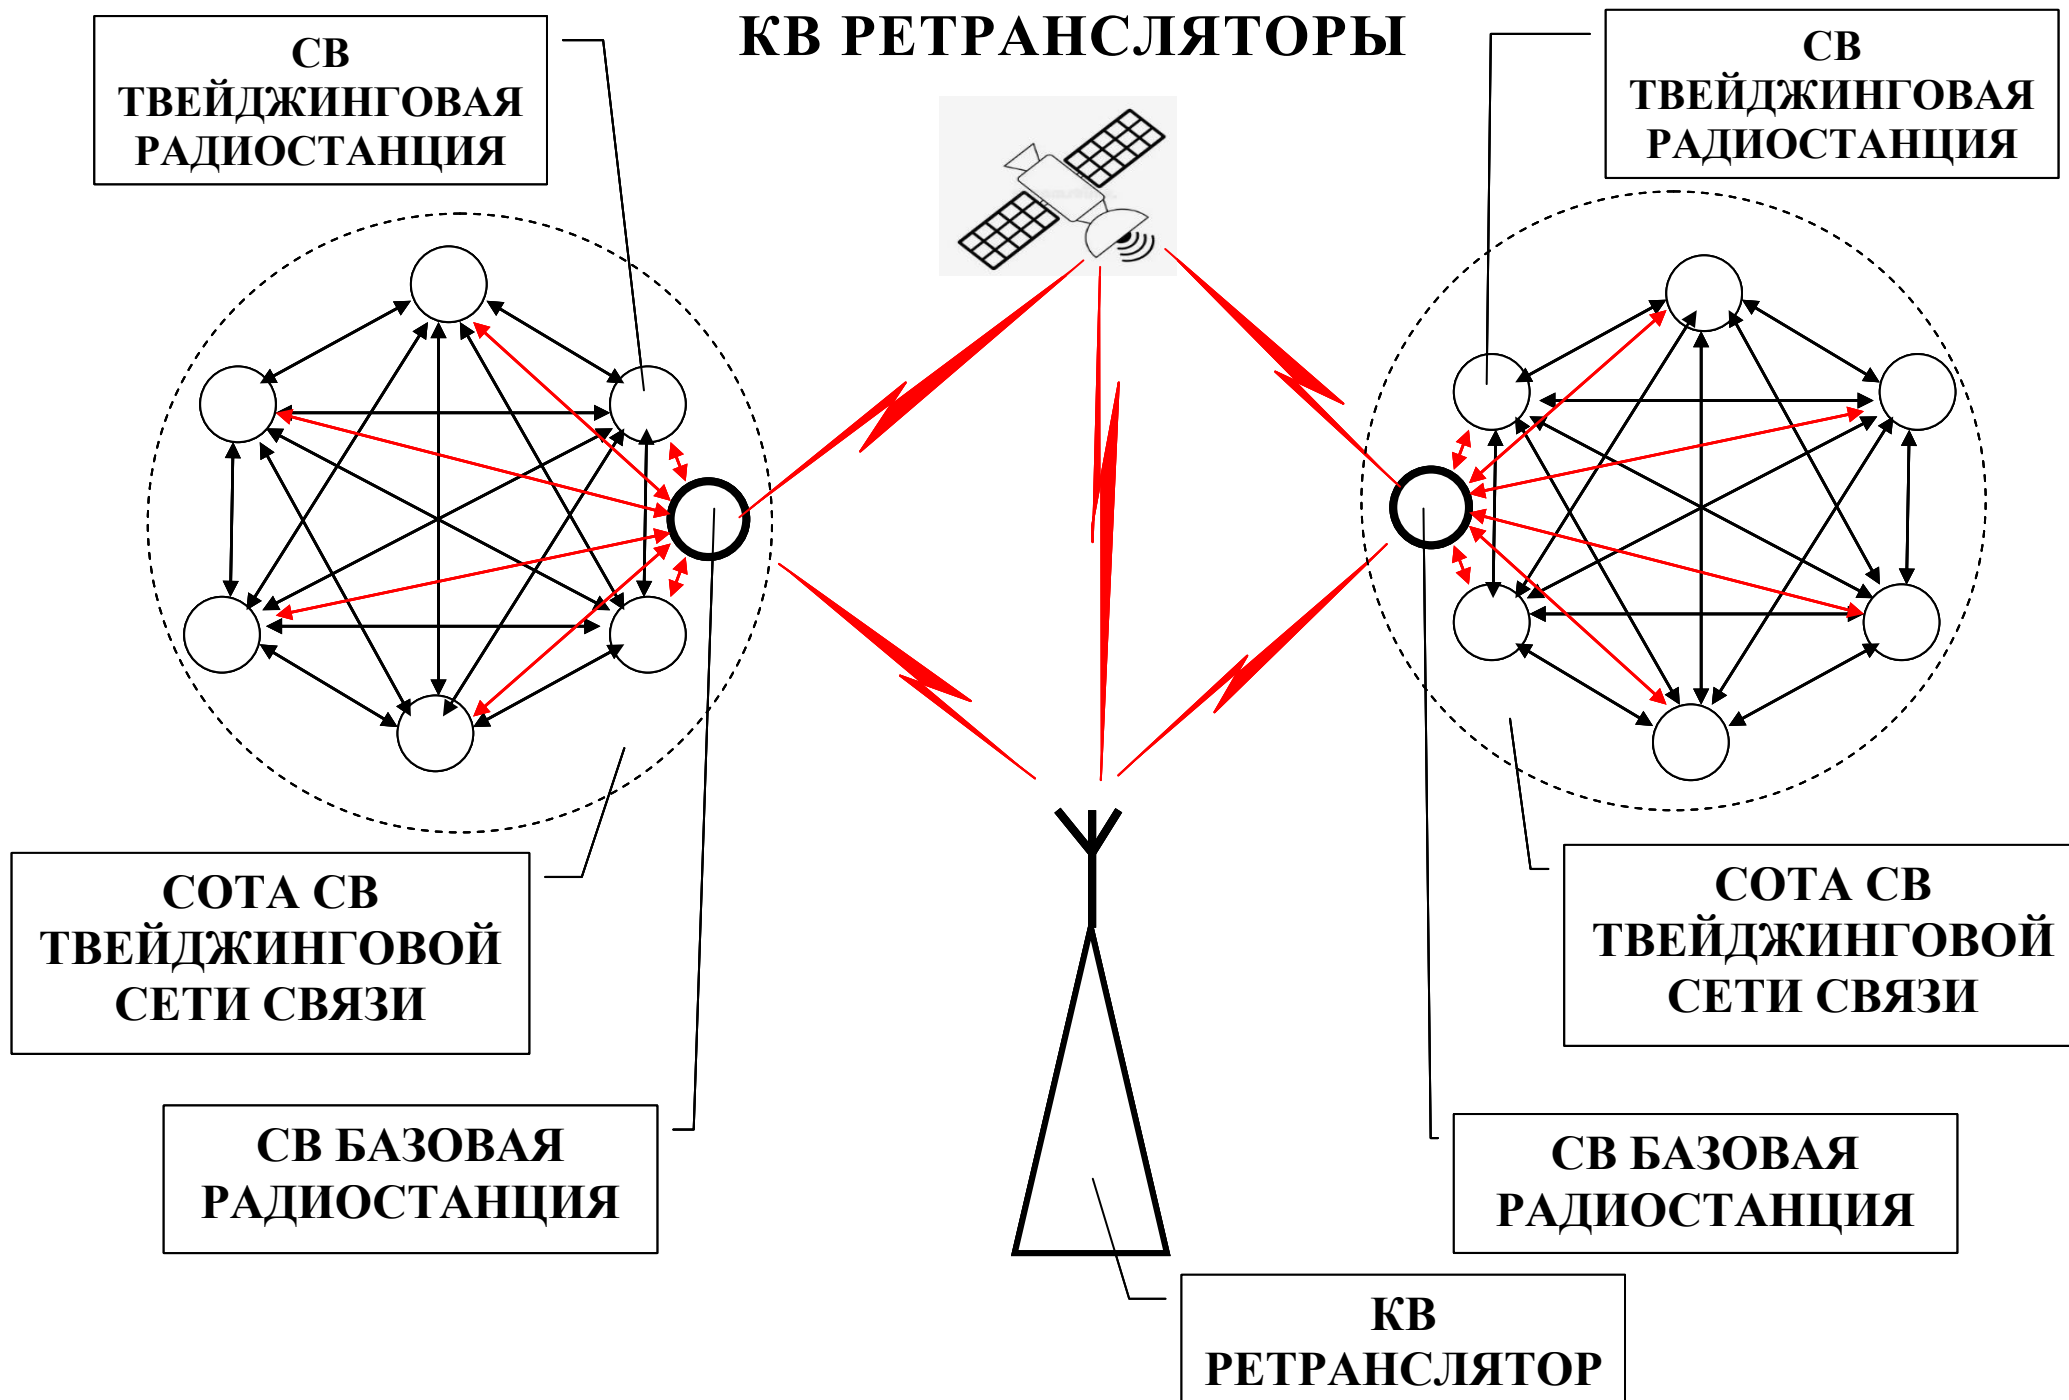 КВ РЕТРАНСЛЯТОРЫ
СВ
ТВЕЙДЖИНГОВАЯ
РАДИОСТАНЦИЯ
СВ
ТВЕЙДЖИНГОВАЯ
РАДИОСТАНЦИЯ
СОТА СВ
ТВЕЙДЖИНГОВОЙ
СЕТИ СВЯЗИ
СОТА СВ
ТВЕЙДЖИНГОВОЙ
СЕТИ СВЯЗИ
СВ БАЗОВАЯ
РАДИОСТАНЦИЯ
СВ БАЗОВАЯ
РАДИОСТАНЦИЯ
КВ
РЕТРАНСЛЯТОР